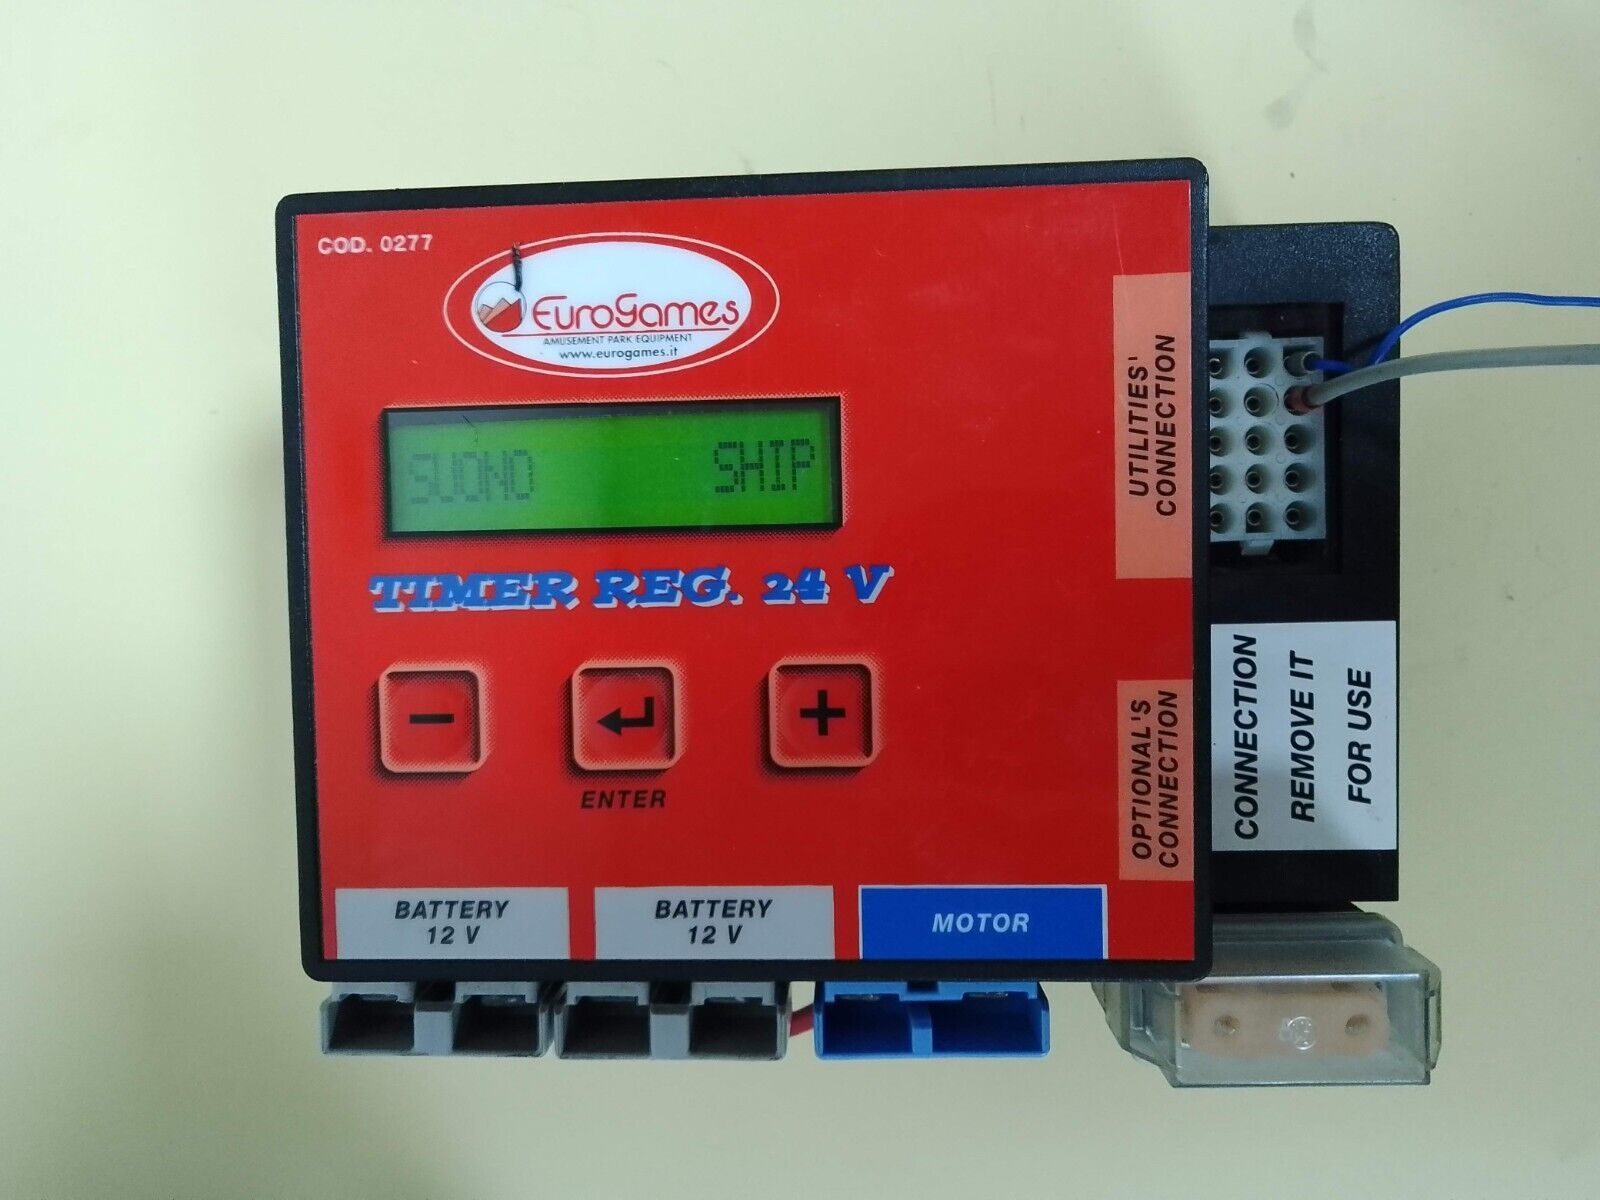 COD. 0277
EuroGames
AMUSEMENT PARK EQUIPMENT
www.eurogames.it
SUONO SHIP
TIMER REG. 24 V
ENTER
UTILITIES'
CONNECTION
OPTIONAL'S
CONNECTION
CONNECTION
REMOVE IT
FOR USE
BATTERY
12 V
BATTERY
12 V
MOTOR